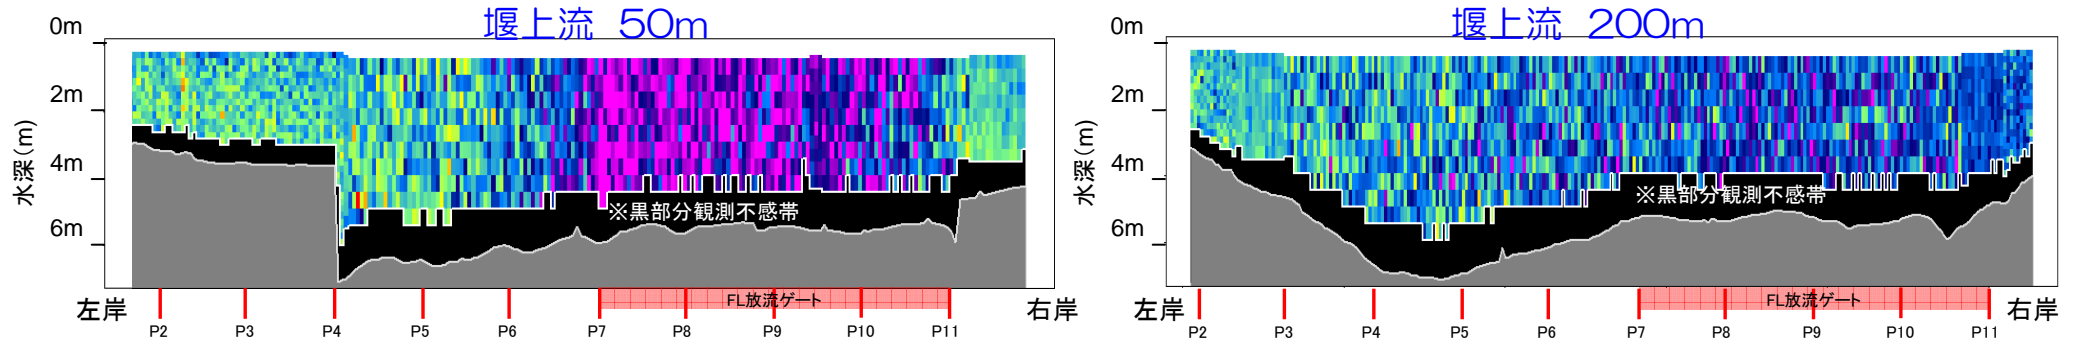 堰上流 50m
0m
2m
4m
6m
水深(m)
※黒部分観測不感帯
FL放流ゲート
左岸
右岸
P2 P3 P4 P5 P6 P7 P8 P9 P10 P11
堰上流 200m
0m
2m
4m
6m
水深(m)
※黒部分観測不感帯
FL放流ゲート
左岸
右岸
P2 P3 P4 P5 P6 P7 P8 P9 P10 P11